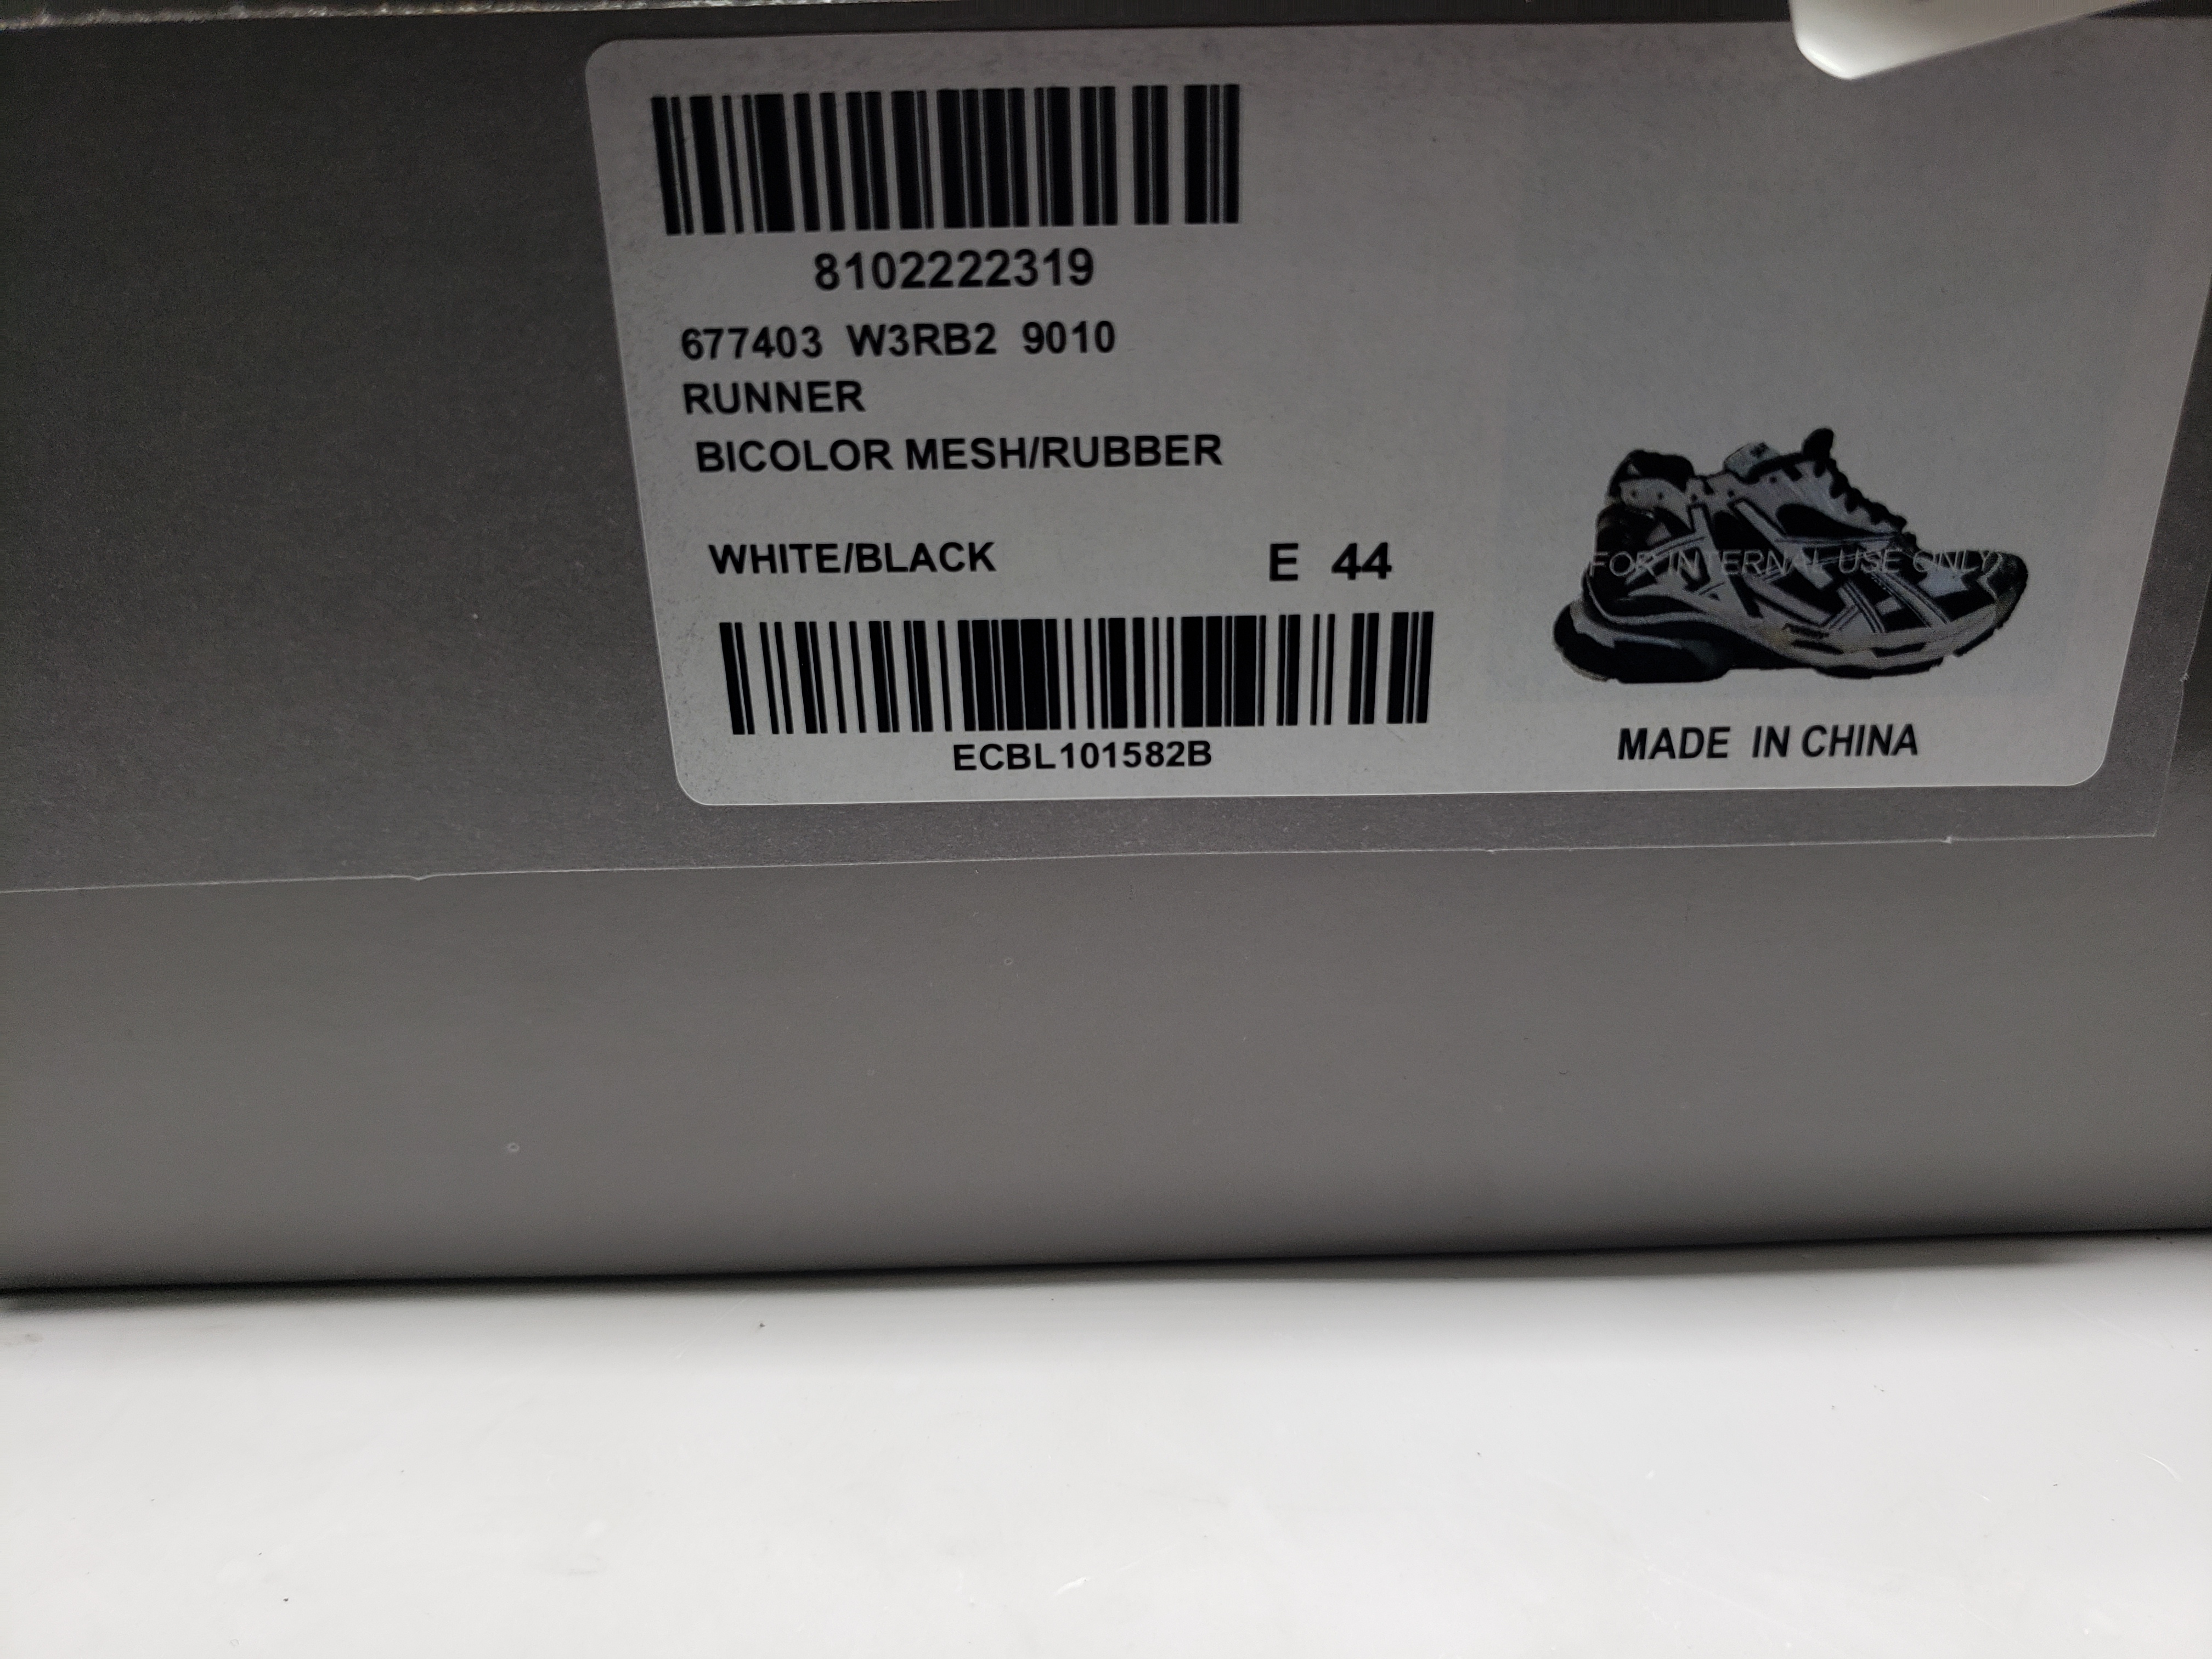 8102222319
677403 W3RB2 9010
RUNNER
BICOLOR MESH/RUBBER
WHITE/BLACK E 44
FOR INTERNAL USE ONLY
ECBL101582B
MADE IN CHINA